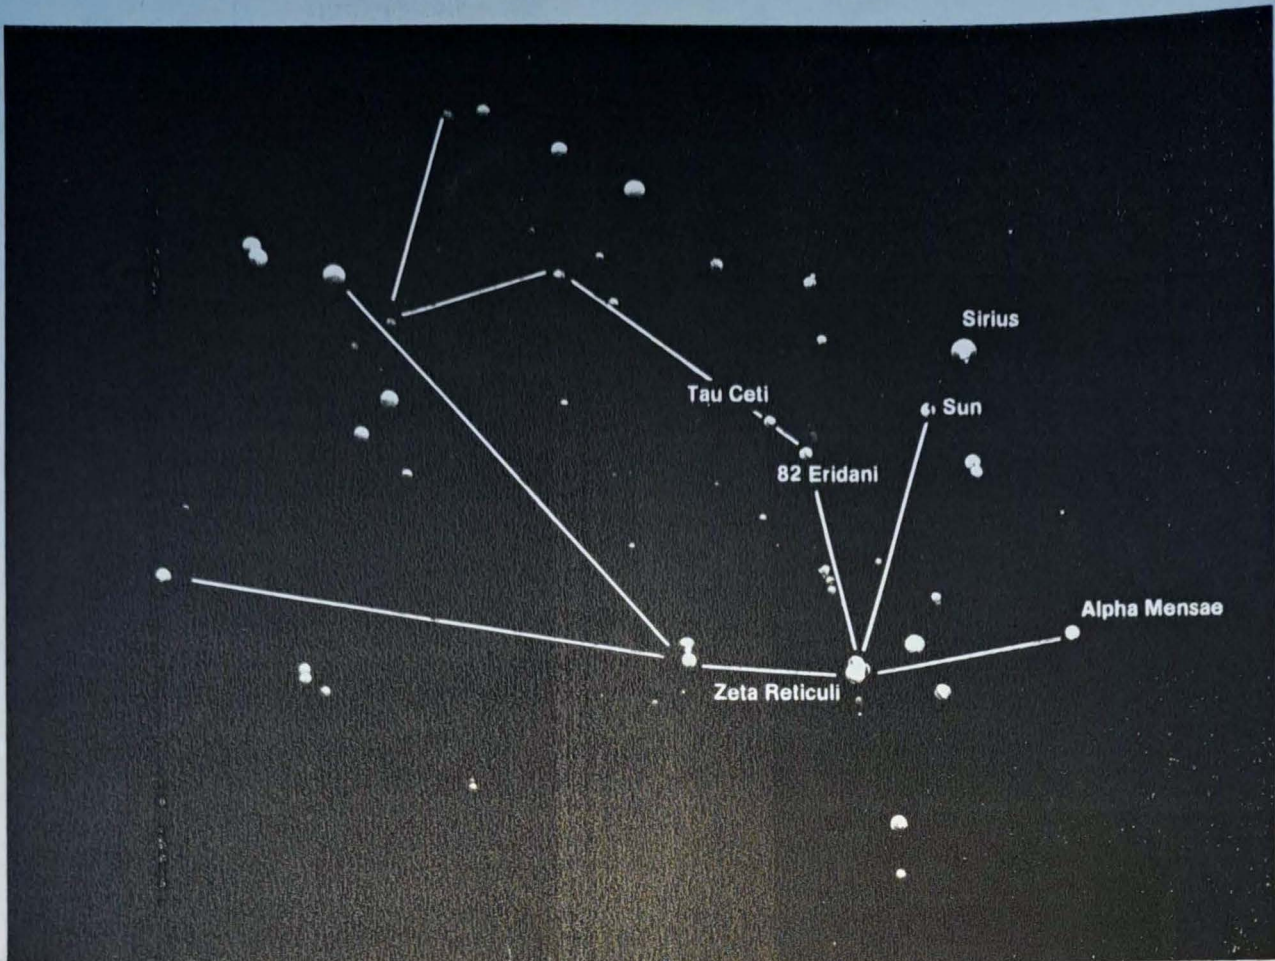 Sirius
Sun
Tau Ceti
82 Eridani
Alpha Mensae
Zeta Reticuli